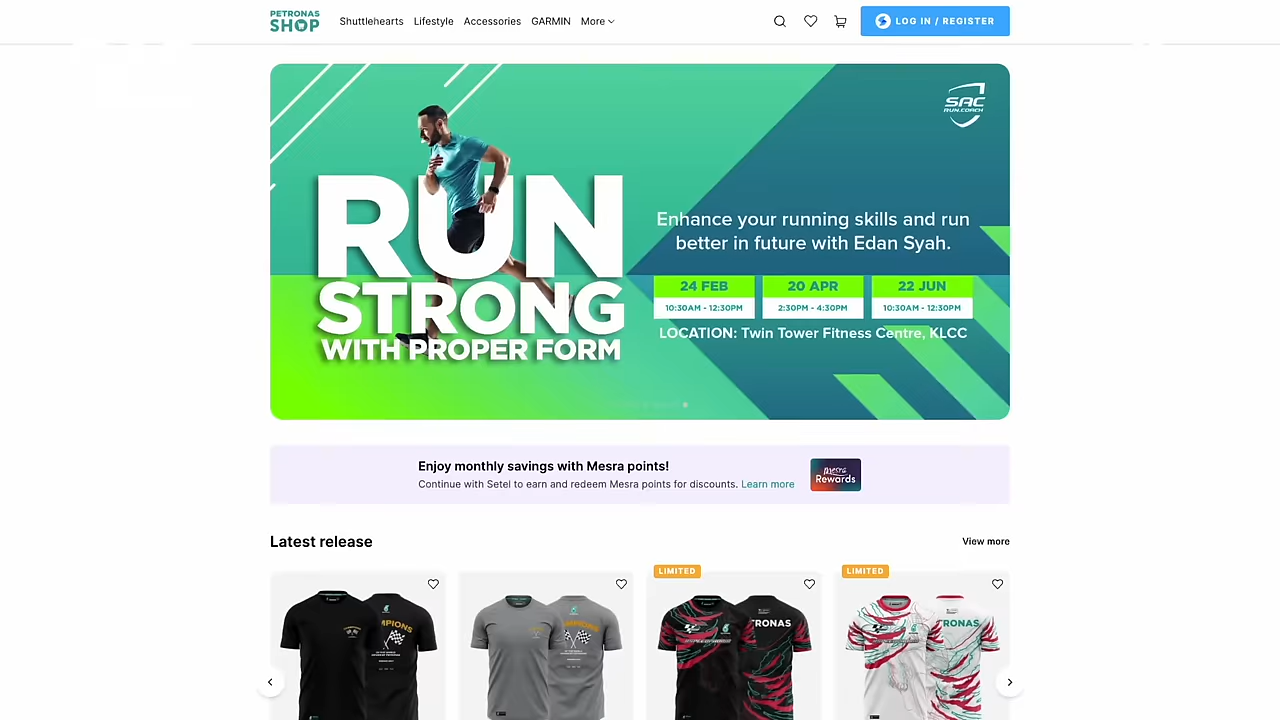 PETRONAS
SHOP
Shuttlehearts Lifestyle Accessories GARMIN More
LOG IN / REGISTER
SAC
RUN.COACH
RUN
STRONG
WITH PROPER FORM
Enhance your running skills and run
better in future with Edan Syah.
24 FEB 20 APR 22 JUN
10:30AM - 12:30PM 2:30PM - 4:30PM 10:30AM - 12:30PM
LOCATION: Twin Tower Fitness Centre, KLCC
Enjoy monthly savings with Mesra points!
Continue with Setel to earn and redeem Mesra points for discounts. Learn more
mesra
Rewards
Latest release
View more
LIMITED
LIMITED